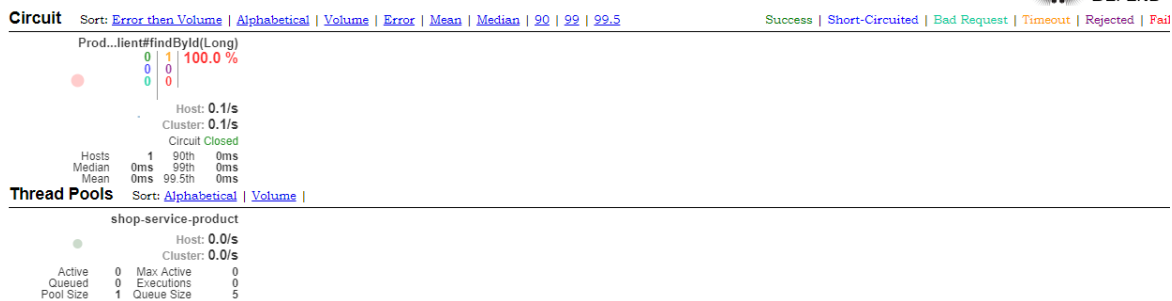 DEFEND
Circuit Sort: Error then Volume | Alphabetical | Volume | Error | Mean | Median | 90 | 99 | 99.5 Success | Short-Circuited | Bad Request | Timeout | Rejected | Fail
Prod...lient#findById(Long)
0 1 100.0 %
0 0
0 0
Host: 0.1/s
Cluster: 0.1/s
Circuit Closed
Hosts 1 90th 0ms
Median 0ms 99th 0ms
Mean 0ms 99.5th 0ms
Thread Pools Sort: Alphabetical | Volume |
shop-service-product
Host: 0.0/s
Cluster: 0.0/s
Active 0 Max Active 0
Queued 0 Executions 0
Pool Size 1 Queue Size 5